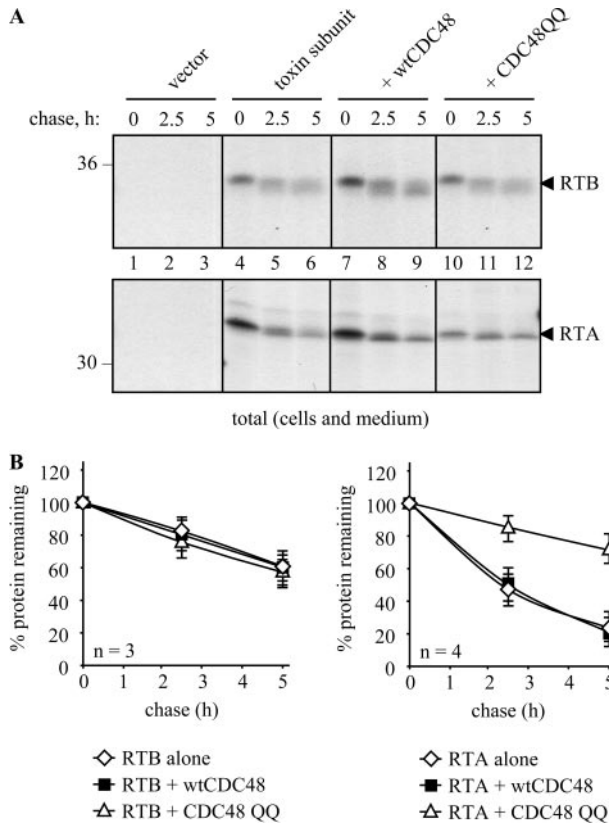 A
vector
toxin subunit
+ wtCDC48
+ CDC48QQ
chase, h: 0 2.5 5 0 2.5 5 0 2.5 5 0 2.5 5
36
RTB
1 2 3 4 5 6 7 8 9 10 11 12
RTA
30
total (cells and medium)
B
% protein remaining
120
100
80
60
40
20
0
n = 3
0 1 2 3 4 5
chase (h)
RTB alone
RTB + wtCDC48
RTB + CDC48 QQ
% protein remaining
120
100
80
60
40
20
0
n = 4
0 1 2 3 4 5
chase (h)
RTA alone
RTA + wtCDC48
RTA + CDC48 QQ